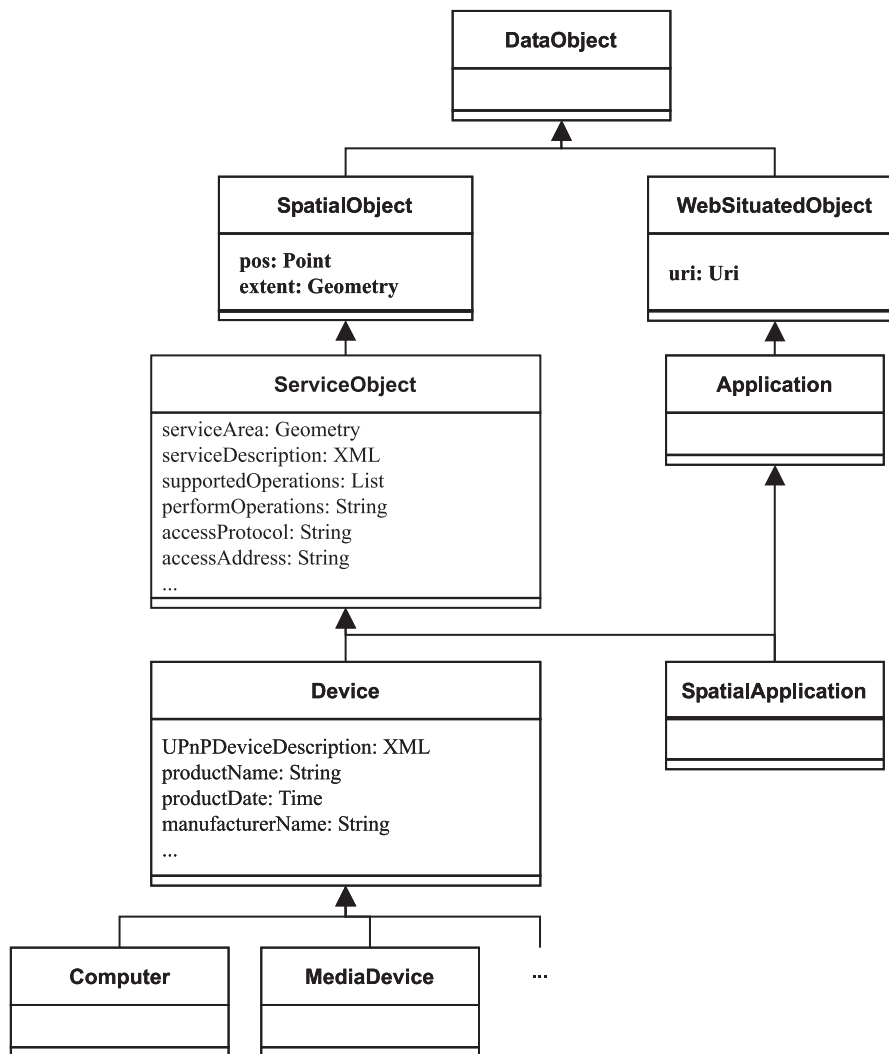 DataObject
SpatialObject
pos: Point
extent: Geometry
WebSituatedObject
uri: Uri
ServiceObject
serviceArea: Geometry
serviceDescription: XML
supportedOperations: List
performOperations: String
accessProtocol: String
accessAddress: String
...
Application
Device
UPnPDeviceDescription: XML
productName: String
productDate: Time
manufacturerName: String
...
SpatialApplication
Computer
MediaDevice
...